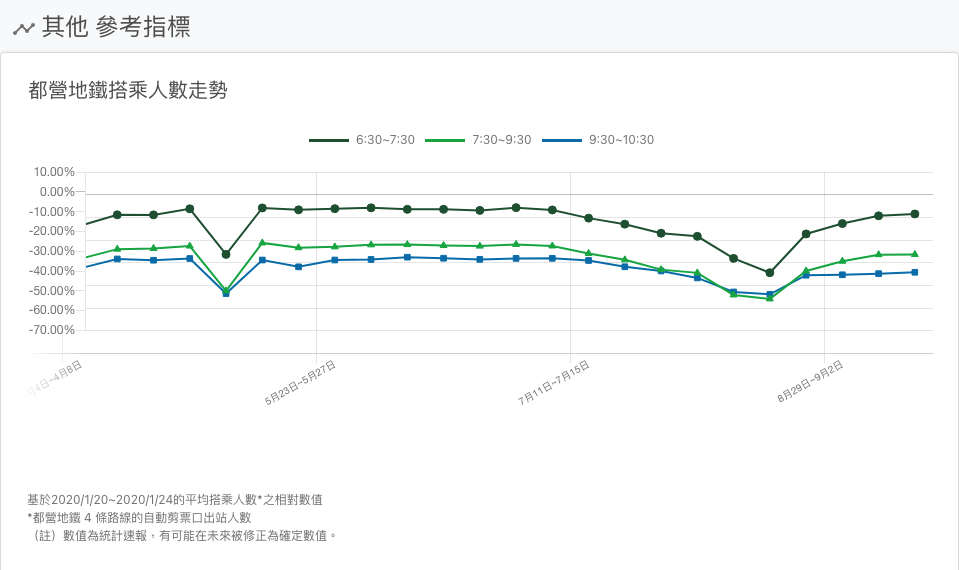 其他 參考指標
都營地鐵搭乘人數走勢
6:30~7:30 7:30~9:30 9:30~10:30
10.00%
0.00%
-10.00%
-20.00%
-30.00%
-40.00%
-50.00%
-60.00%
-70.00%
月4日~4月8日 5月23日~5月27日 7月11日~7月15日 8月29日~9月2日
基於2020/1/20~2020/1/24的平均搭乘人數*之相對數值
*都營地鐵 4 條路線的自動剪票口出站人數
（註）數值為統計速報，有可能在未來被修正為確定數值。